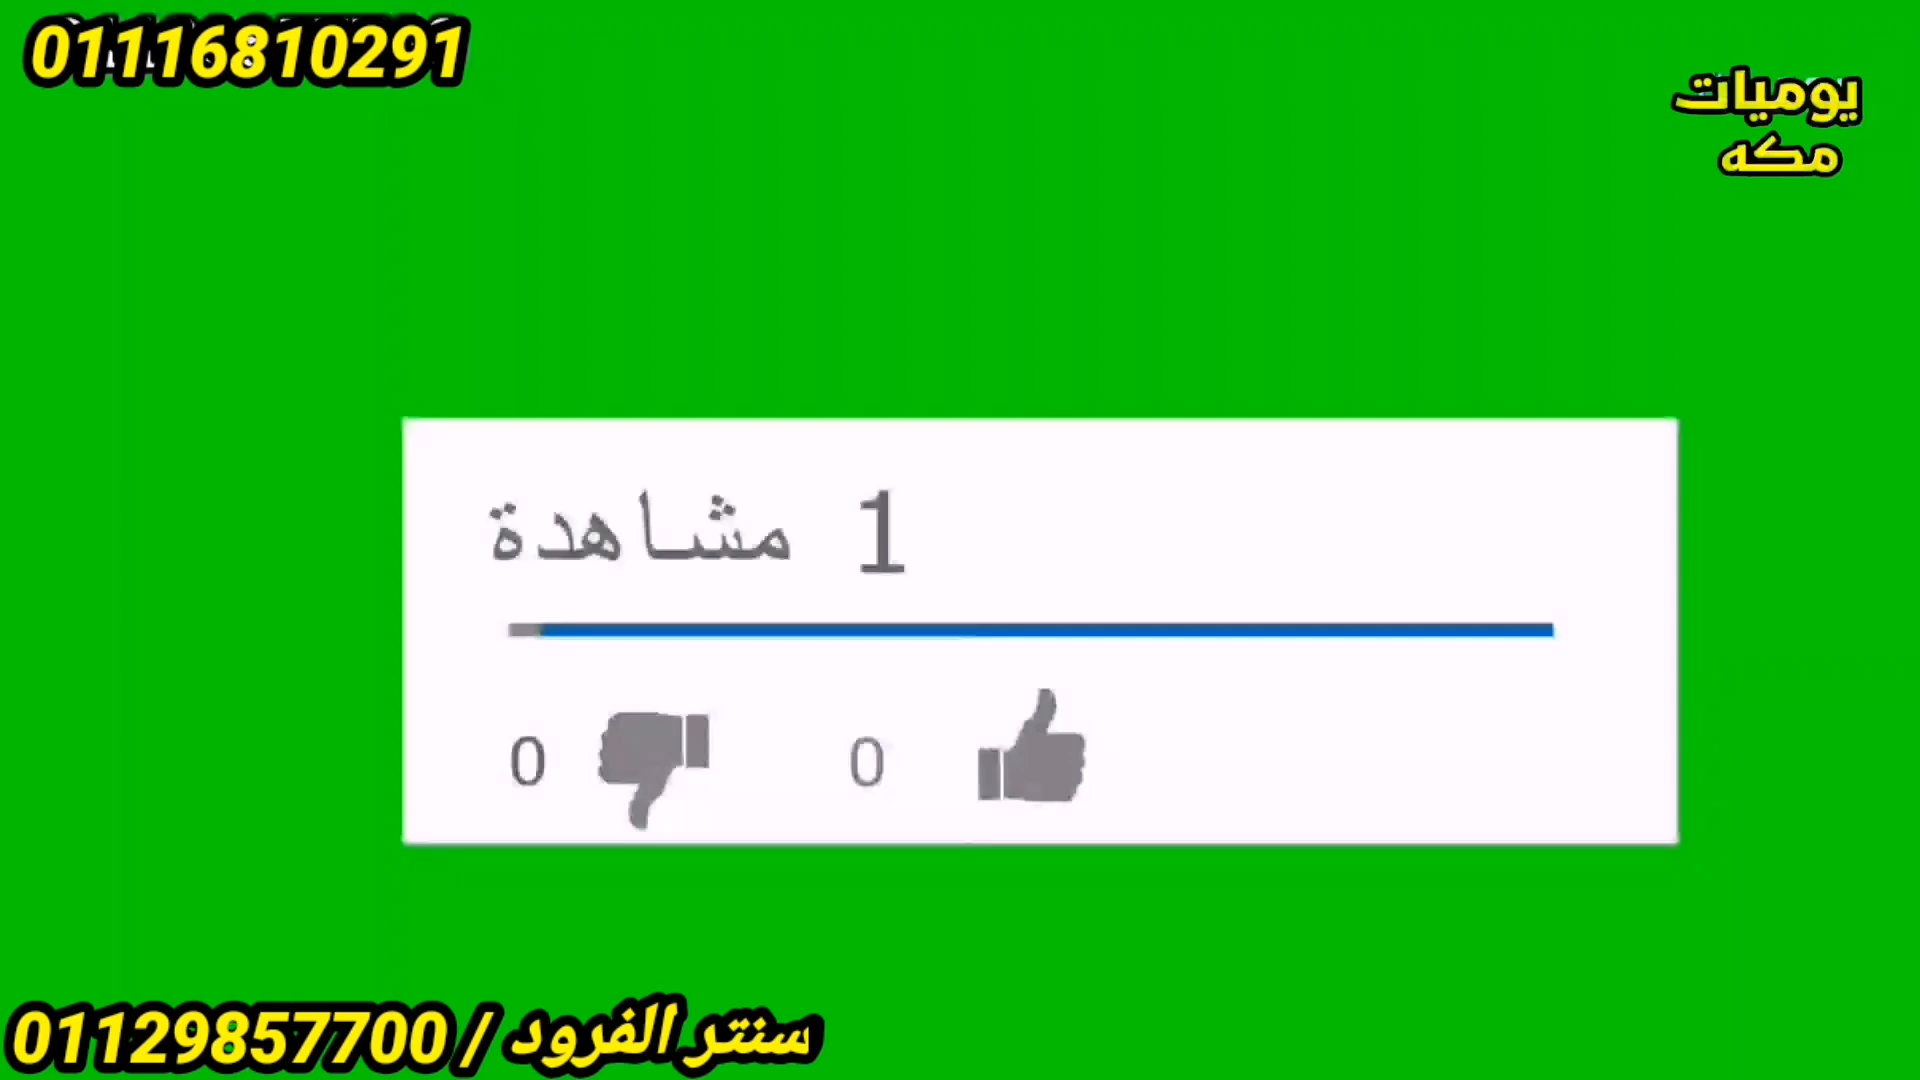 01116810291
يوميات
مكه
1 مشاهدة
0 0
سنتر الفرود / 01129857700